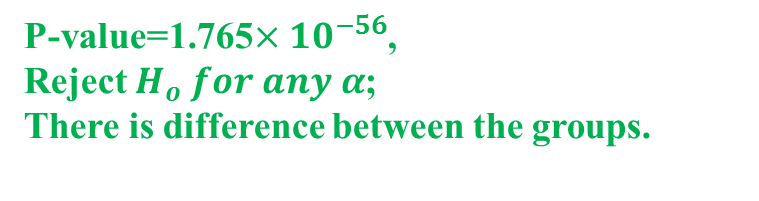 P-value=1.765× 10⁻⁵⁶,
Reject Hₒ for any α;
There is difference between the groups.